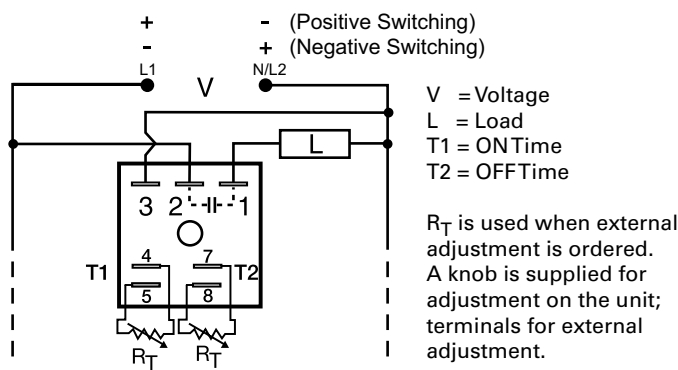 + - (Positive Switching)
- + (Negative Switching)
L1 V N/L2
L
3 2 1
4 7
T1 T2
5 8
RT RT
V = Voltage
L = Load
T1 = ON Time
T2 = OFF Time
RT is used when external
adjustment is ordered.
A knob is supplied for
adjustment on the unit;
terminals for external
adjustment.